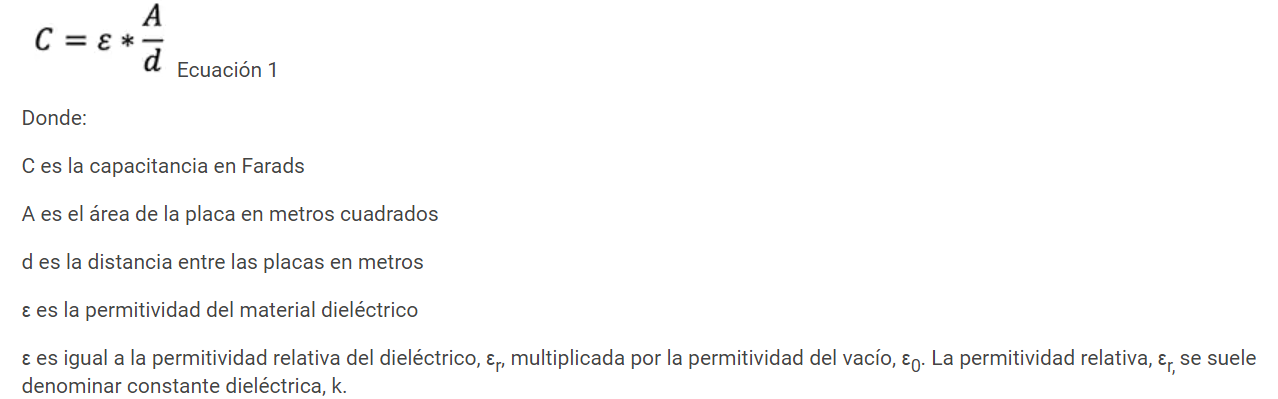 C = ε * A/d Ecuación 1
Donde:
C es la capacitancia en Farads
A es el área de la placa en metros cuadrados
d es la distancia entre las placas en metros
ε es la permitividad del material dieléctrico
ε es igual a la permitividad relativa del dieléctrico, εr, multiplicada por la permitividad del vacío, ε0. La permitividad relativa, εr, se suele
denominar constante dieléctrica, k.